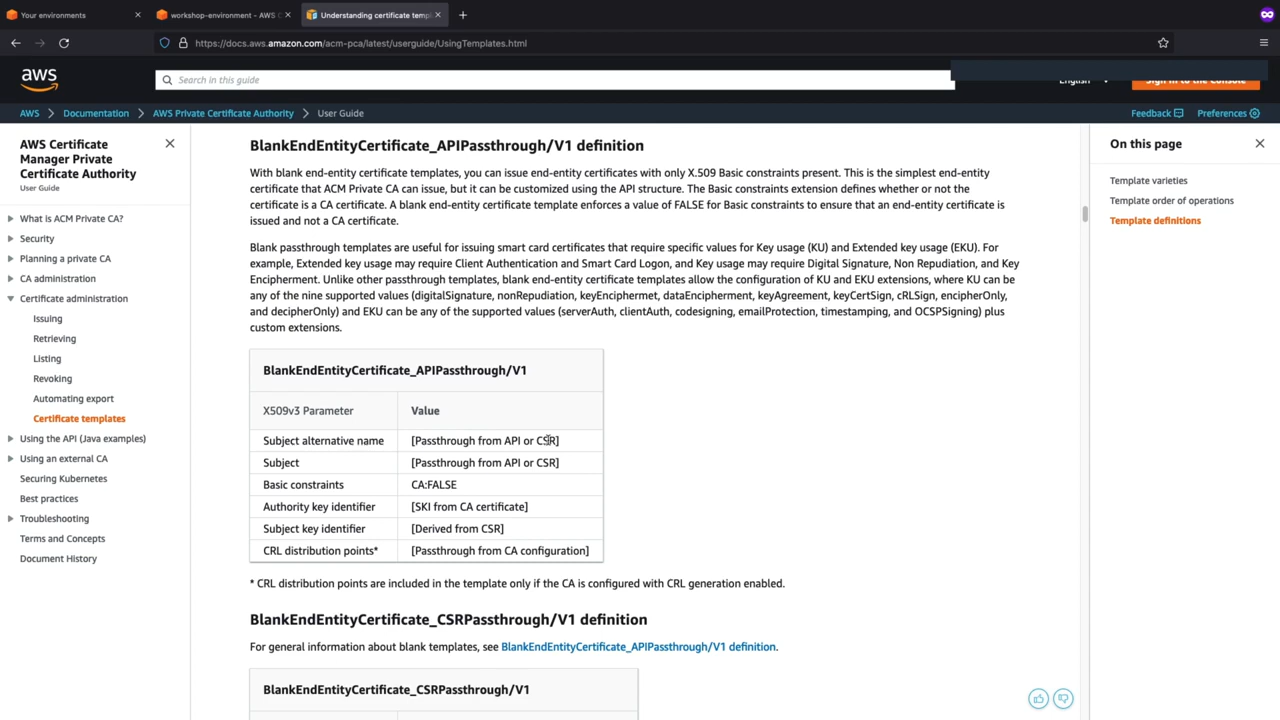 Your environments
workshop-environment - AWS C
Understanding certificate temp
https://docs.aws.amazon.com/acm-pca/latest/userguide/UsingTemplates.html
aws
Search in this guide
English
Sign in to the Console
AWS > Documentation > AWS Private Certificate Authority > User Guide
Feedback
Preferences
AWS Certificate
Manager Private
Certificate Authority
User Guide
What is ACM Private CA?
Security
Planning a private CA
CA administration
Certificate administration
Issuing
Retrieving
Listing
Revoking
Automating export
Certificate templates
Using the API (Java examples)
Using an external CA
Securing Kubernetes
Best practices
Troubleshooting
Terms and Concepts
Document History
BlankEndEntityCertificate_APIPassthrough/V1 definition
With blank end-entity certificate templates, you can issue end-entity certificates with only X.509 Basic constraints present. This is the simplest end-entity
certificate that ACM Private CA can issue, but it can be customized using the API structure. The Basic constraints extension defines whether or not the
certificate is a CA certificate. A blank end-entity certificate template enforces a value of FALSE for Basic constraints to ensure that an end-entity certificate is
issued and not a CA certificate.
Blank passthrough templates are useful for issuing smart card certificates that require specific values for Key usage (KU) and Extended key usage (EKU). For
example, Extended key usage may require Client Authentication and Smart Card Logon, and Key usage may require Digital Signature, Non Repudiation, and Key
Encipherment. Unlike other passthrough templates, blank end-entity certificate templates allow the configuration of KU and EKU extensions, where KU can be
any of the nine supported values (digitalSignature, nonRepudiation, keyEnciphermet, dataEncipherment, keyAgreement, keyCertSign, cRLSign, encipherOnly,
and decipherOnly) and EKU can be any of the supported values (serverAuth, clientAuth, codesigning, emailProtection, timestamping, and OCSPSigning) plus
custom extensions.
BlankEndEntityCertificate_APIPassthrough/V1
X509v3 Parameter Value
Subject alternative name [Passthrough from API or CSR]
Subject [Passthrough from API or CSR]
Basic constraints CA:FALSE
Authority key identifier [SKI from CA certificate]
Subject key identifier [Derived from CSR]
CRL distribution points* [Passthrough from CA configuration]
* CRL distribution points are included in the template only if the CA is configured with CRL generation enabled.
BlankEndEntityCertificate_CSRPassthrough/V1 definition
For general information about blank templates, see BlankEndEntityCertificate_APIPassthrough/V1 definition.
BlankEndEntityCertificate_CSRPassthrough/V1
On this page
Template varieties
Template order of operations
Template definitions